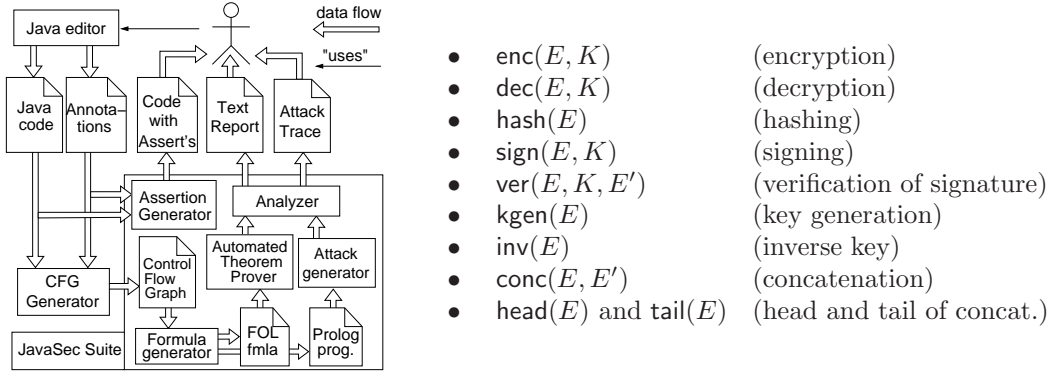 Java editor
data flow
"uses"
Java
code
Annota–
tions
Code
with
Assert's
Text
Report
Attack
Trace
Assertion
Generator
Analyzer
CFG
Generator
Control
Flow
Graph
Automated
Theorem
Prover
Attack
generator
JavaSec Suite
Formula
generator
FOL
fmla
Prolog
prog.
• enc(E, K) (encryption)
• dec(E, K) (decryption)
• hash(E) (hashing)
• sign(E, K) (signing)
• ver(E, K, E′) (verification of signature)
• kgen(E) (key generation)
• inv(E) (inverse key)
• conc(E, E′) (concatenation)
• head(E) and tail(E) (head and tail of concat.)